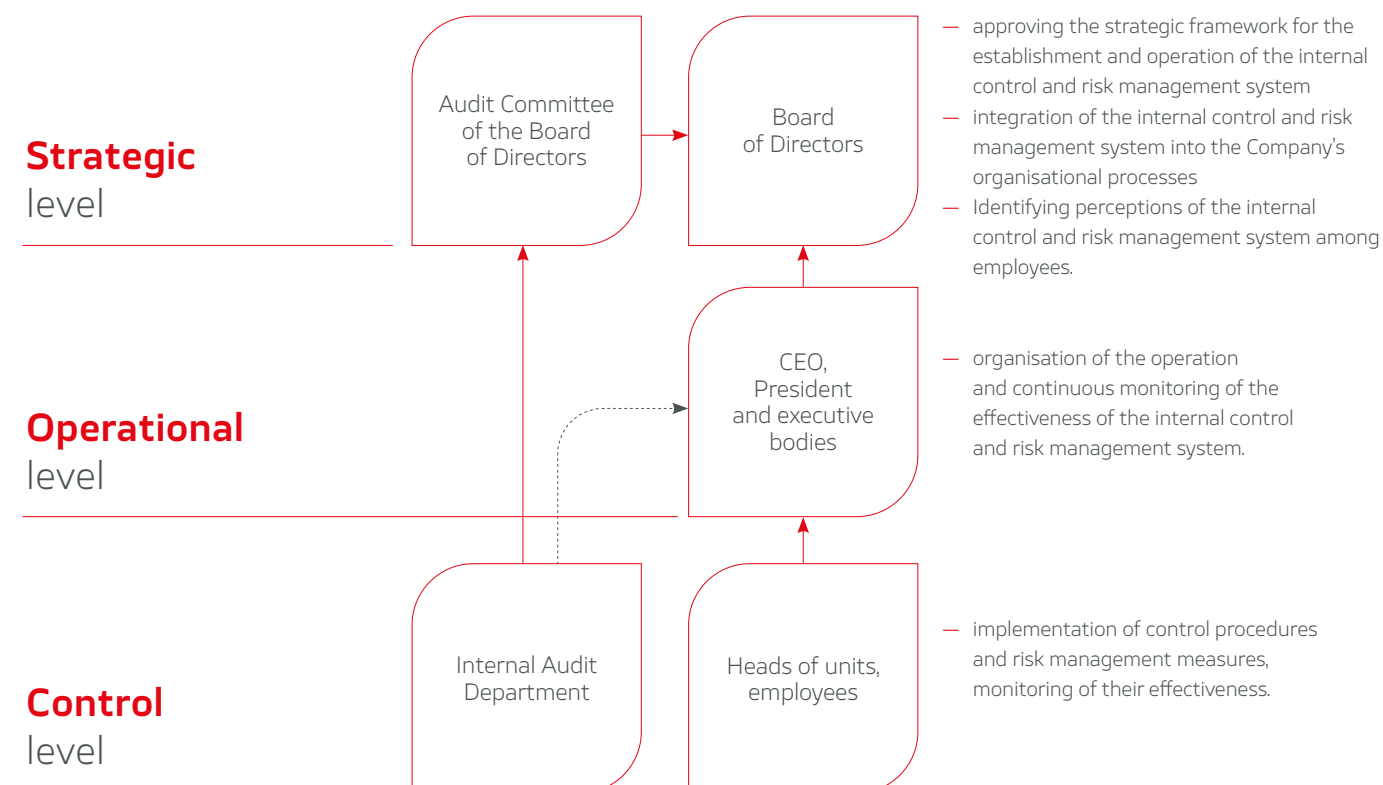 Strategic
level
Audit Committee
of the Board
of Directors
Board
of Directors
— approving the strategic framework for the
establishment and operation of the internal
control and risk management system
— integration of the internal control and risk
management system into the Company's
organisational processes
— Identifying perceptions of the internal
control and risk management system among
employees.
Operational
level
CEO,
President
and executive
bodies
— organisation of the operation
and continuous monitoring of the
effectiveness of the internal control
and risk management system.
Control
level
Internal Audit
Department
Heads of units,
employees
— implementation of control procedures
and risk management measures,
monitoring of their effectiveness.